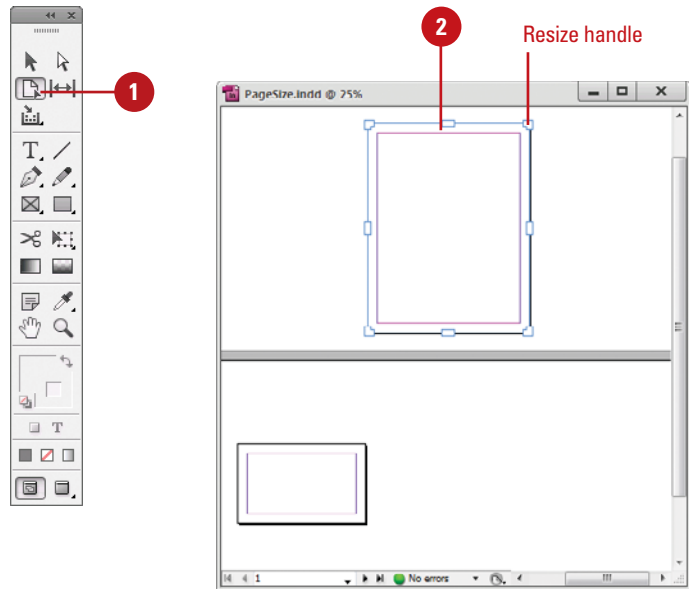 2
Resize handle
1
PageSize.indd @ 25%
T
T
1
No errors